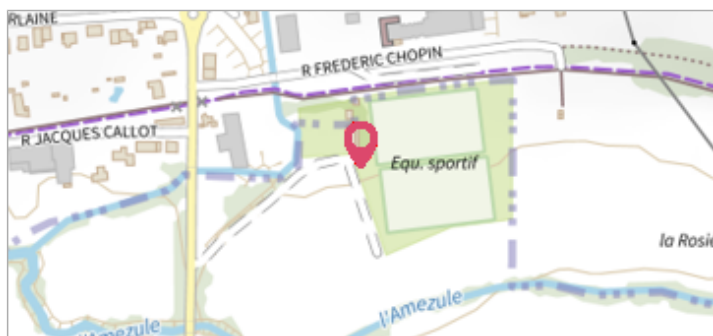 RLAINE
R FREDERIC CHOPIN
R JACQUES CALLOT
Equ. sportif
la Rosie
l'Amezule
l'Amezule